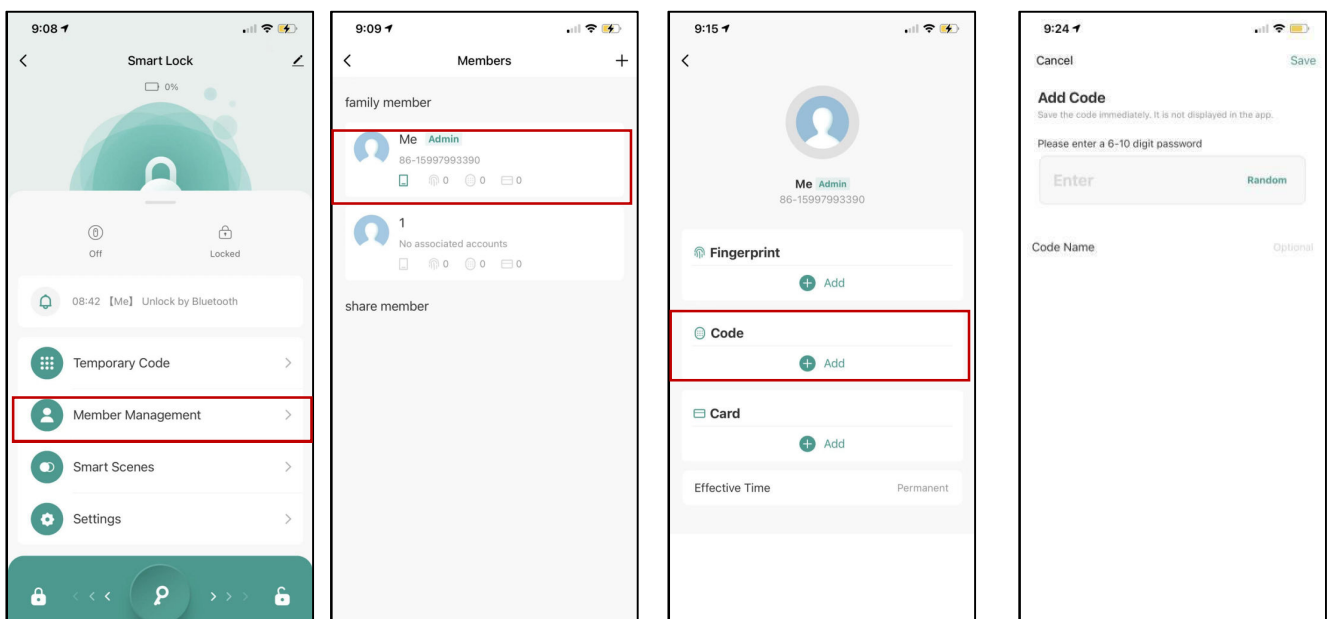 9:08
Smart Lock
0%
Off
Locked
08:42 【Me】 Unlock by Bluetooth
Temporary Code
Member Management
Smart Scenes
Settings
9:09
Members
family member
Me Admin
86-15997993390
0 0 0
1
No associated accounts
0 0 0
share member
9:15
Me Admin
86-15997993390
Fingerprint
Add
Code
Add
Card
Add
Effective Time Permanent
9:24
Cancel Save
Add Code
Save the code immediately. It is not displayed in the app.
Please enter a 6-10 digit password
Enter Random
Code Name Optional